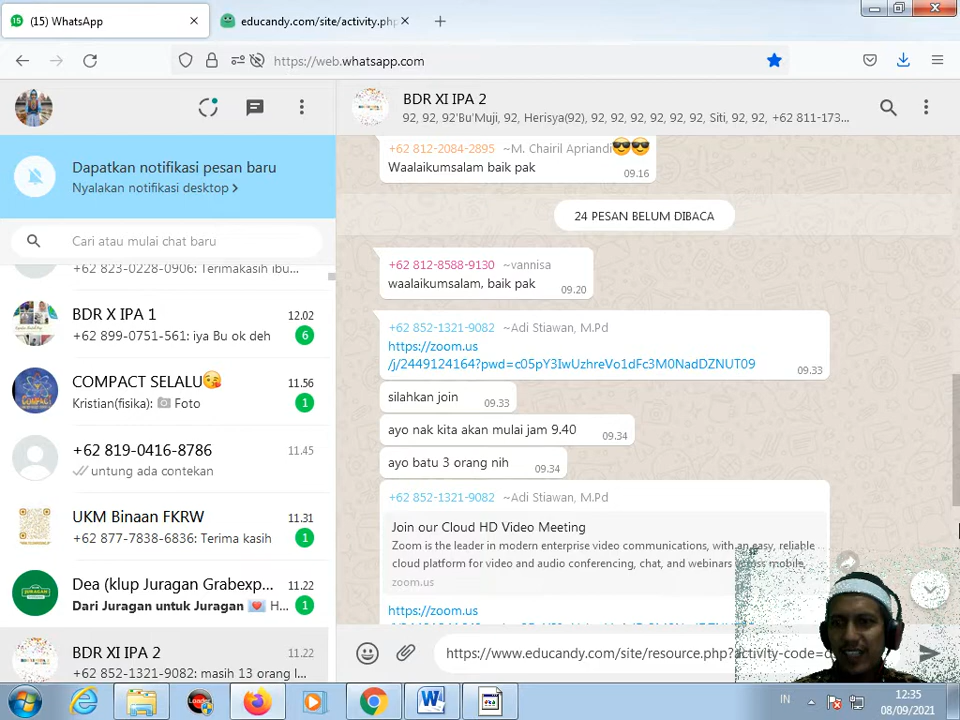 (15) WhatsApp
educandy.com/site/activity.php
https://web.whatsapp.com
BDR XI IPA 2
92, 92, 92'Bu'Muji, 92, Herisya(92), 92, 92, 92, 92, 92, Siti, 92, 92, +62 811-173...
Dapatkan notifikasi pesan baru
Nyalakan notifikasi desktop
Cari atau mulai chat baru
+62 823-0228-0906: Terimakasih ibu...
BDR X IPA 1
12.02
+62 899-0751-561: iya Bu ok deh
6
COMPACT SELALU😘
11.56
Kristian(fisika): Foto
1
+62 819-0416-8786
11.45
untung ada contekan
UKM Binaan FKRW
11.31
+62 877-7838-6836: Terima kasih
1
Dea (klup Juragan Grabexp...
11.22
Dari Juragan untuk Juragan 💌 H...
1
BDR XI IPA 2
11.22
+62 852-1321-9082: masih 13 orang l...
+62 812-2084-2895 ~M. Chairil Apriandi😎😎
Waalaikumsalam baik pak
09.16
24 PESAN BELUM DIBACA
+62 812-8588-9130 ~vannisa
waalaikumsalam, baik pak
09.20
+62 852-1321-9082 ~Adi Stiawan, M.Pd
https://zoom.us
/j/2449124164?pwd=c05pY3IwUzhreVo1dFc3M0NadDZNUT09
09.33
silahkan join
09.33
ayo nak kita akan mulai jam 9.40
09.34
ayo batu 3 orang nih
09.34
+62 852-1321-9082 ~Adi Stiawan, M.Pd
Join our Cloud HD Video Meeting
Zoom is the leader in modern enterprise video communications, with an easy, reliable
cloud platform for video and audio conferencing, chat, and webinars across mobile,
zoom.us
https://zoom.us
https://www.educandy.com/site/resource.php?activity-code=
IN
12:35
08/09/2021